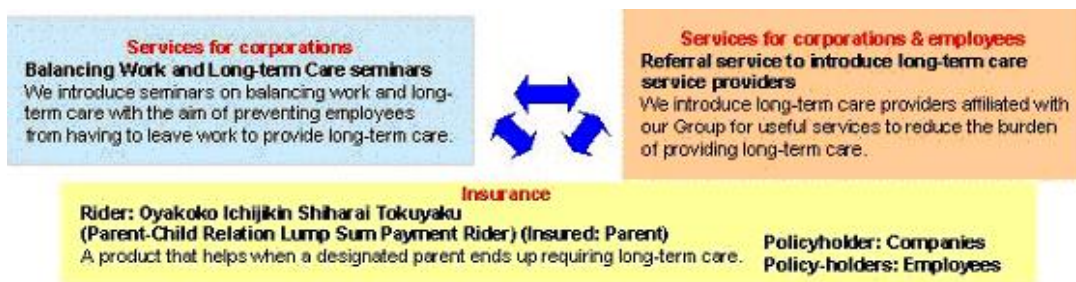 Services for corporations
Balancing Work and Long-term Care seminars
We introduce seminars on balancing work and long-
term care with the aim of preventing employees
from having to leave work to provide long-term care.
Services for corporations & employees
Referral service to introduce long-term care
service providers
We introduce long-term care providers affiliated with
our Group for useful services to reduce the burden
of providing long-term care.
Insurance
Rider: Oyakoko Ichijikin Shiharai Tokuyaku
(Parent-Child Relation Lump Sum Payment Rider) (Insured: Parent)
A product that helps when a designated parent ends up requiring long-term care.
Policyholder: Companies
Policy-holders: Employees